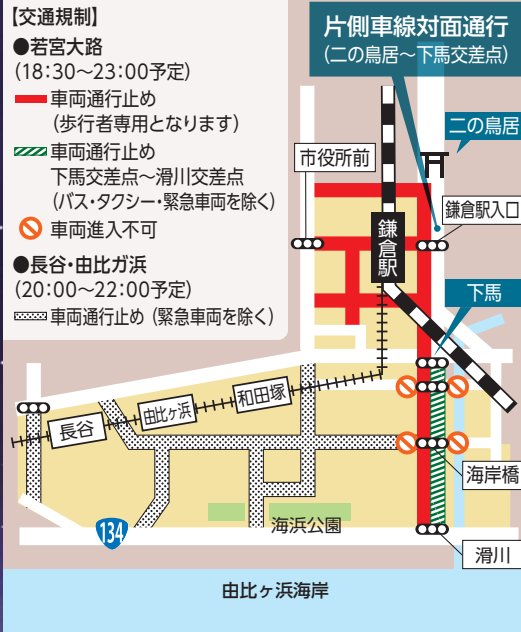 【交通規制】
●若宮大路
(18:30～23:00予定)
車両通行止め
(歩行者専用となります)
車両通行止め
下馬交差点～滑川交差点
(バス・タクシー・緊急車両を除く)
車両進入不可
●長谷・由比ガ浜
(20:00～22:00予定)
車両通行止め (緊急車両を除く)
片側車線対面通行
(二の鳥居～下馬交差点)
二の鳥居
市役所前
鎌倉駅入口
鎌倉駅
下馬
和田塚
由比ヶ浜
長谷
海岸橋
134
海浜公園
滑川
由比ヶ浜海岸